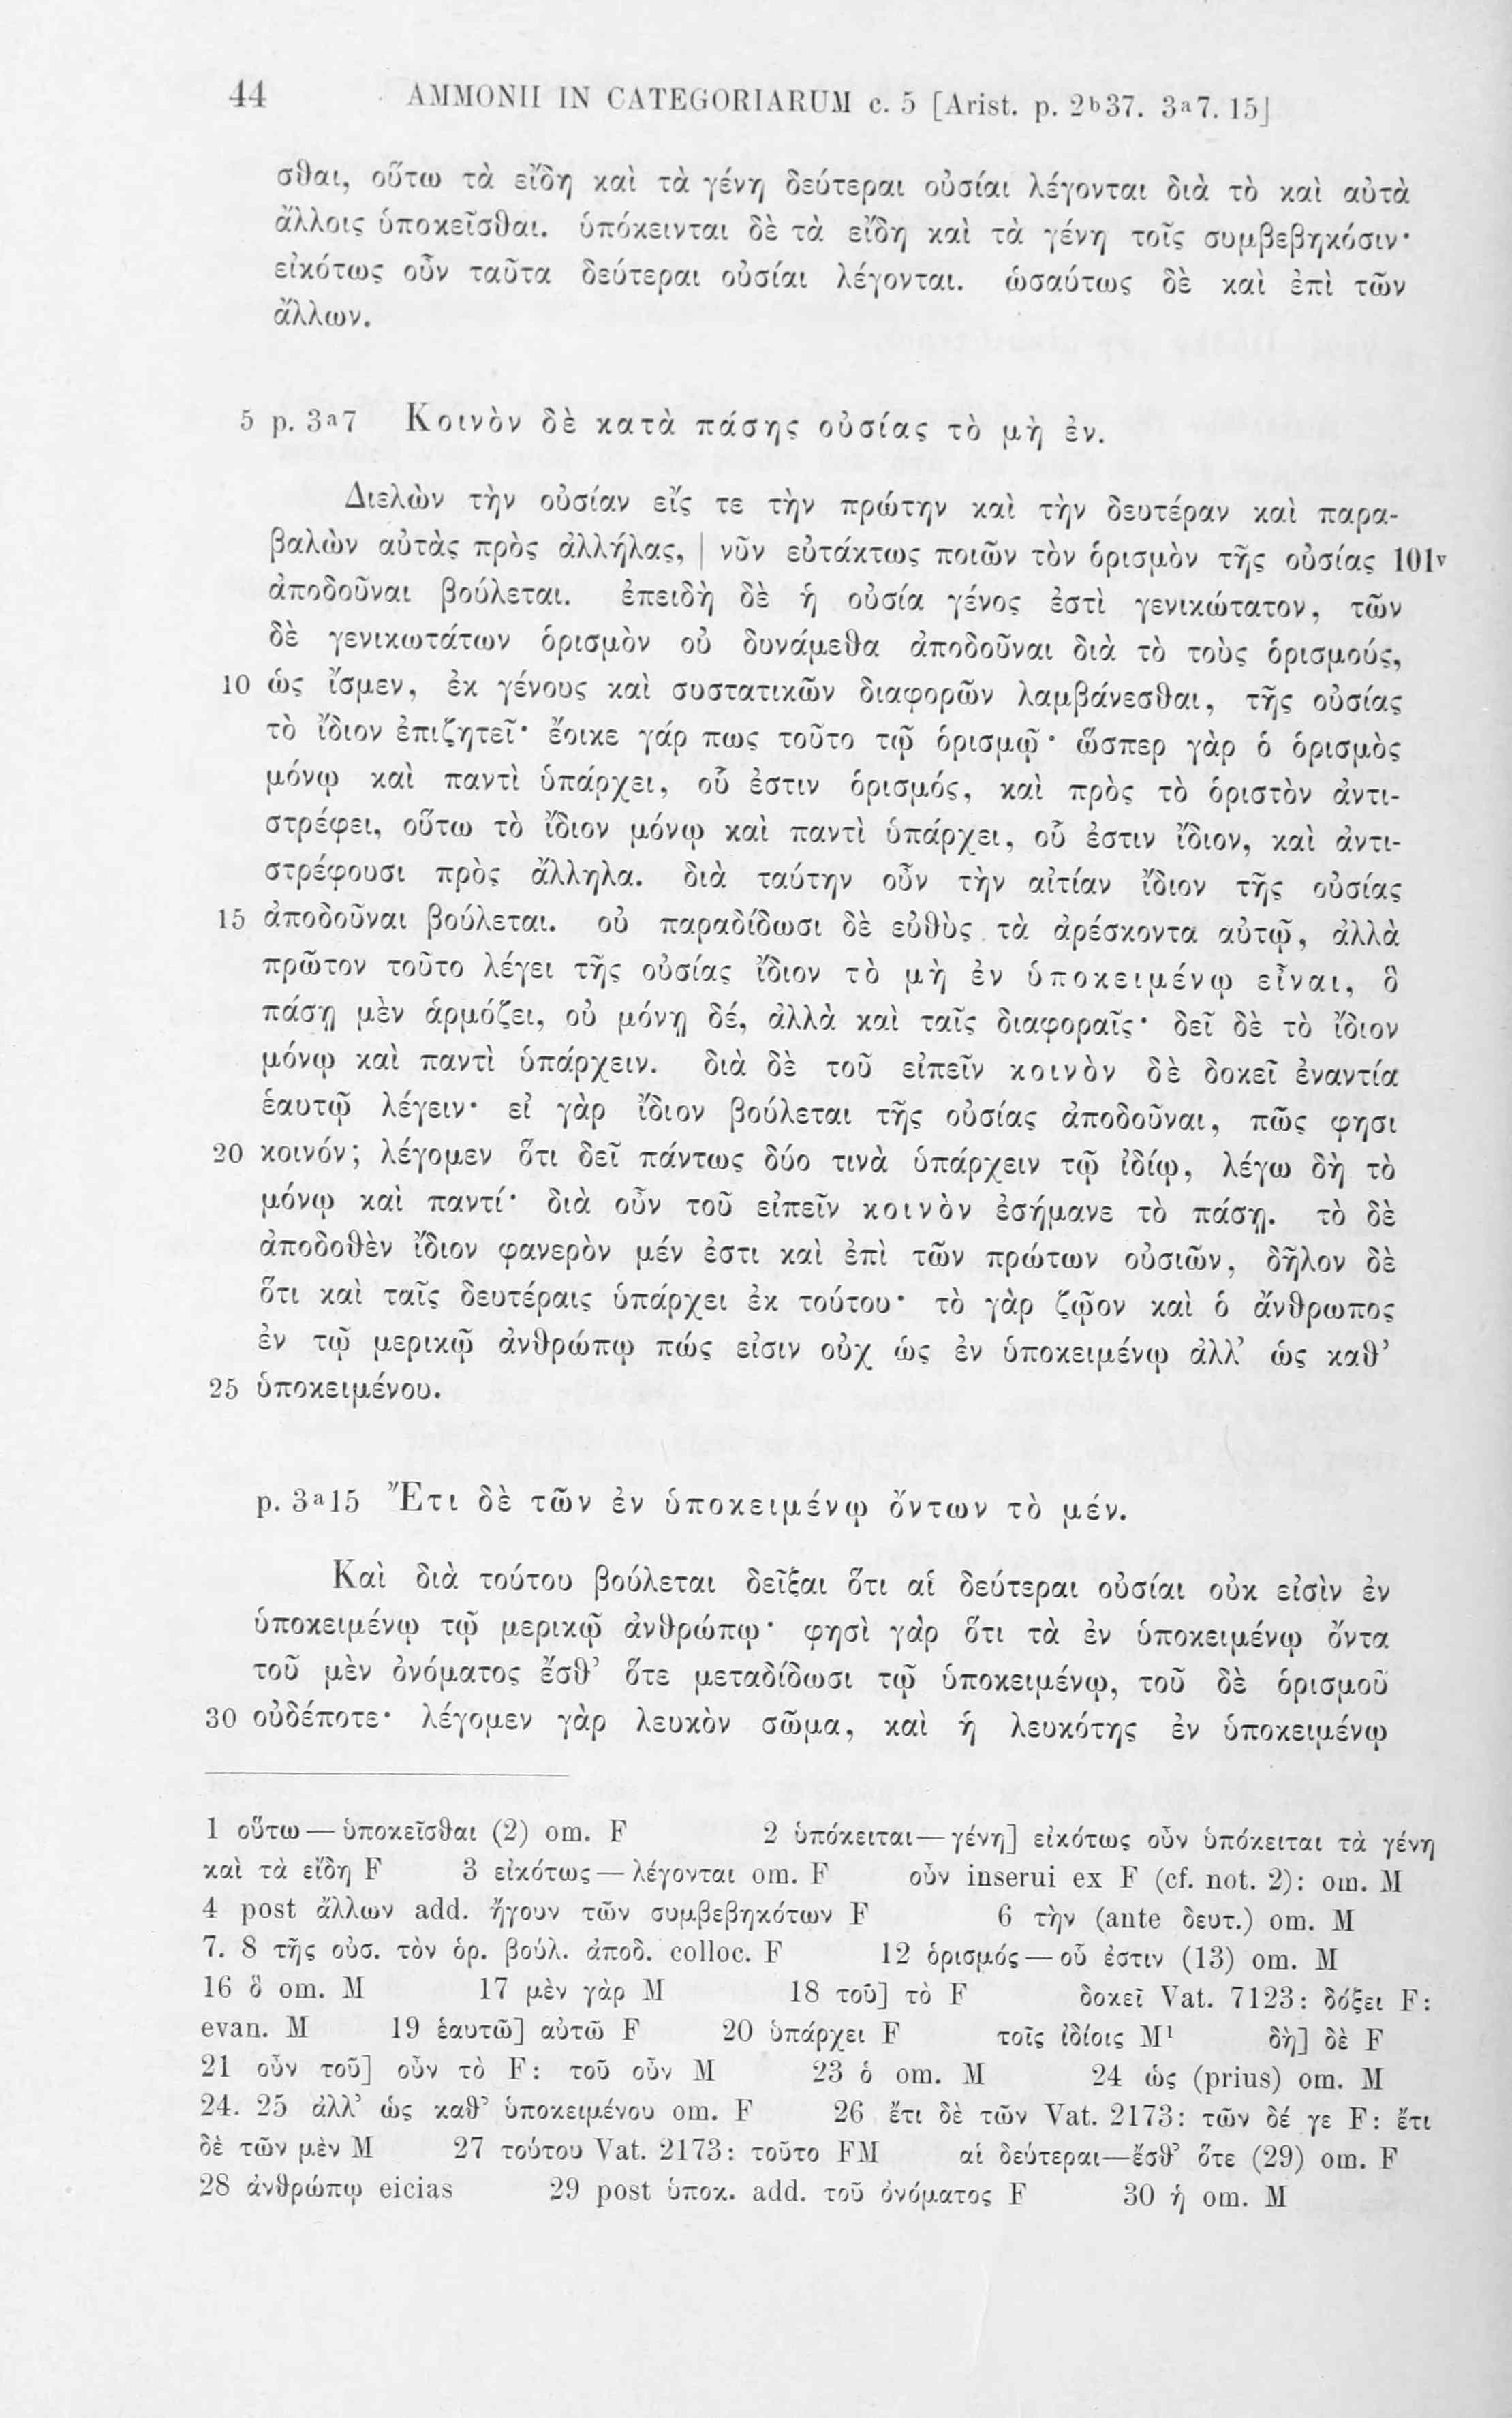 44 AMMONII IN CATEGORIARUM c. 5 [Arist. p. 2b37. 3a7. 15]
σθαι, οὕτω τὰ εἴδη καὶ τὰ γένη δεύτεραι οὐσίαι λέγονται διὰ τὸ καὶ αὐτὰ
ἄλλοις ὑποκεῖσθαι. ὑπόκεινται δὲ τὰ εἴδη καὶ τὰ γένη τοῖς συμβεβηκόσιν·
εἰκότως οὖν ταῦτα δεύτεραι οὐσίαι λέγονται. ὡσαύτως δὲ καὶ ἐπὶ τῶν
ἄλλων.
5 p. 3a7 Κοινὸν δὲ κατὰ πάσης οὐσίας τὸ μὴ ἐν.
Διελὼν τὴν οὐσίαν εἴς τε τὴν πρώτην καὶ τὴν δευτέραν καὶ παρα-
βαλὼν αὐτὰς πρὸς ἀλλήλας, | νῦν εὐτάκτως ποιῶν τὸν ὁρισμὸν τῆς οὐσίας 101v
ἀποδοῦναι βούλεται. ἐπειδὴ δὲ ἡ οὐσία γένος ἐστὶ γενικώτατον, τῶν
δὲ γενικωτάτων ὁρισμὸν οὐ δυνάμεθα ἀποδοῦναι διὰ τὸ τοὺς ὁρισμούς,
10 ὡς ἴσμεν, ἐκ γένους καὶ συστατικῶν διαφορῶν λαμβάνεσθαι, τῆς οὐσίας
τὸ ἴδιον ἐπιζητεῖ· ἔοικε γάρ πως τοῦτο τῷ ὁρισμῷ· ὥσπερ γὰρ ὁ ὁρισμὸς
μόνῳ καὶ παντὶ ὑπάρχει, οὗ ἐστιν ὁρισμός, καὶ πρὸς τὸ ὁριστὸν ἀντι-
στρέφει, οὕτω τὸ ἴδιον μόνῳ καὶ παντὶ ὑπάρχει, οὗ ἐστιν ἴδιον, καὶ ἀντι-
στρέφουσι πρὸς ἄλληλα. διὰ ταύτην οὖν τὴν αἰτίαν ἴδιον τῆς οὐσίας
15 ἀποδοῦναι βούλεται. οὐ παραδίδωσι δὲ εὐθὺς τὰ ἀρέσκοντα αὐτῷ, ἀλλὰ
πρῶτον τοῦτο λέγει τῆς οὐσίας ἴδιον τὸ μὴ ἐν ὑποκειμένῳ εἶναι, ὃ
πάσῃ μὲν ἁρμόζει, οὐ μόνῃ δέ, ἀλλὰ καὶ ταῖς διαφοραῖς· δεῖ δὲ τὸ ἴδιον
μόνῳ καὶ παντὶ ὑπάρχειν. διὰ δὲ τοῦ εἰπεῖν κοινὸν δὲ δοκεῖ ἐναντία
ἑαυτῷ λέγειν· εἰ γὰρ ἴδιον βούλεται τῆς οὐσίας ἀποδοῦναι, πῶς φησι
20 κοινόν; λέγομεν ὅτι δεῖ πάντως δύο τινὰ ὑπάρχειν τῷ ἰδίῳ, λέγω δὴ τὸ
μόνῳ καὶ παντί· διὰ οὖν τοῦ εἰπεῖν κοινὸν ἐσήμανε τὸ πάσῃ. τὸ δὲ
ἀποδοθὲν ἴδιον φανερὸν μέν ἐστι καὶ ἐπὶ τῶν πρώτων οὐσιῶν, δῆλον δὲ
ὅτι καὶ ταῖς δευτέραις ὑπάρχει ἐκ τούτου· τὸ γὰρ ζῷον καὶ ὁ ἄνθρωπος
ἐν τῷ μερικῷ ἀνθρώπῳ πώς εἰσιν οὐχ ὡς ἐν ὑποκειμένῳ ἀλλ’ ὡς καθ’
25 ὑποκειμένου.
p. 3a15 Ἔτι δὲ τῶν ἐν ὑποκειμένῳ ὄντων τὸ μέν.
Καὶ διὰ τούτου βούλεται δεῖξαι ὅτι αἱ δεύτεραι οὐσίαι οὐκ εἰσὶν ἐν
ὑποκειμένῳ τῷ μερικῷ ἀνθρώπῳ· φησὶ γὰρ ὅτι τὰ ἐν ὑποκειμένῳ ὄντα
τοῦ μὲν ὀνόματος ἔσθ’ ὅτε μεταδίδωσι τῷ ὑποκειμένῳ, τοῦ δὲ ὁρισμοῦ
30 οὐδέποτε· λέγομεν γὰρ λευκὸν σῶμα, καὶ ἡ λευκότης ἐν ὑποκειμένῳ
1 οὕτω—ὑποκεῖσθαι (2) om. F 2 ὑπόκειται—γένη] εἰκότως οὖν ὑπόκειται τὰ γένη
καὶ τὰ εἴδη F 3 εἰκότως—λέγονται om. F οὖν inserui ex F (cf. not. 2): om. M
4 post ἄλλων add. ἤγουν τῶν συμβεβηκότων F 6 τὴν (ante δευτ.) om. M
7. 8 τῆς οὐσ. τὸν ὁρ. βούλ. ἀποδ. colloc. F 12 ὁρισμός—οὗ ἐστιν (13) om. M
16 ὃ om. M 17 μὲν γὰρ M 18 τοῦ] τὸ F δοκεῖ Vat. 7123: δόξει F:
evan. M 19 ἑαυτῶ] αὐτῶ F 20 ὑπάρχει F τοῖς ἰδίοις M¹ δὴ] δὲ F
21 οὖν τοῦ] οὖν τὸ F: τοῦ οὖν M 23 ὁ om. M 24 ὡς (prius) om. M
24. 25 ἀλλ’ ὡς καθ’ ὑποκειμένου om. F 26 ἔτι δὲ τῶν Vat. 2173: τῶν δέ γε F: ἔτι
δὲ τῶν μὲν M 27 τούτου Vat. 2173: τοῦτο FM αἱ δεύτεραι—ἔσθ’ ὅτε (29) om. F
28 ἀνθρώπῳ eicias 29 post ὑποκ. add. τοῦ ὀνόματος F 30 ἡ om. M